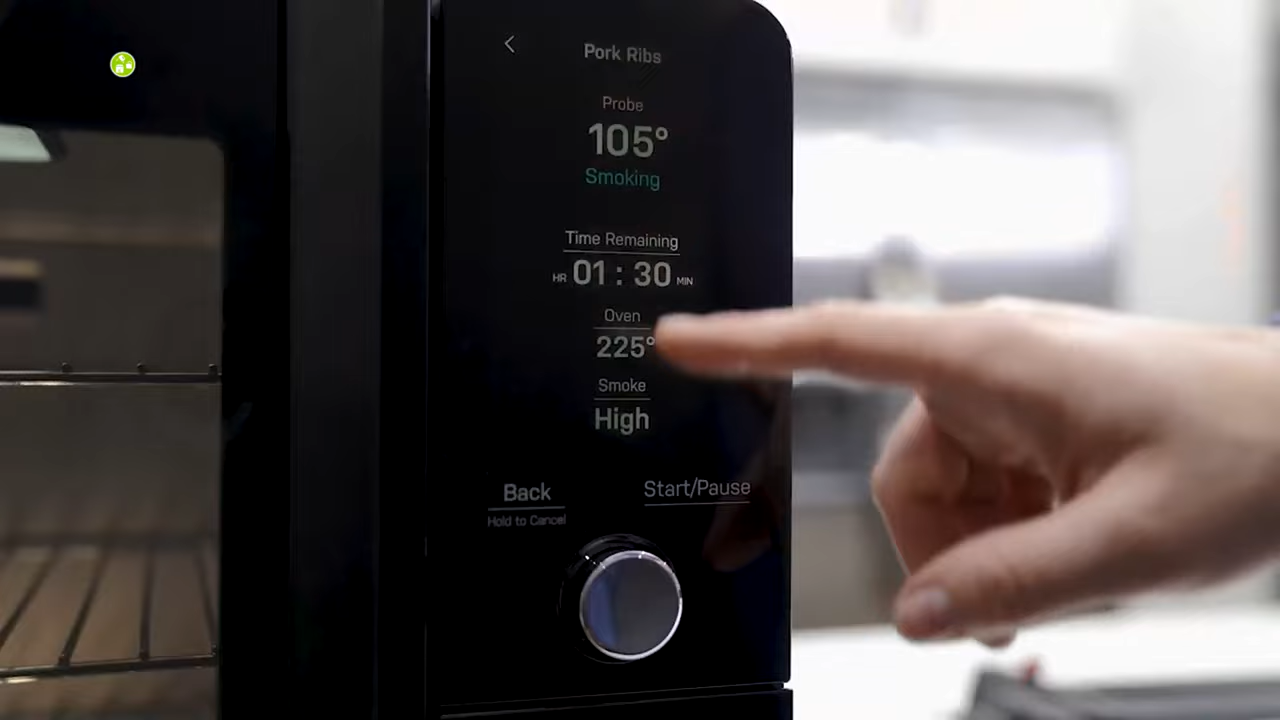 Pork Ribs
Probe
105°
Smoking
Time Remaining
HR 01 : 30 MIN
Oven
225°
Smoke
High
Back
Start/Pause
Hold to Cancel